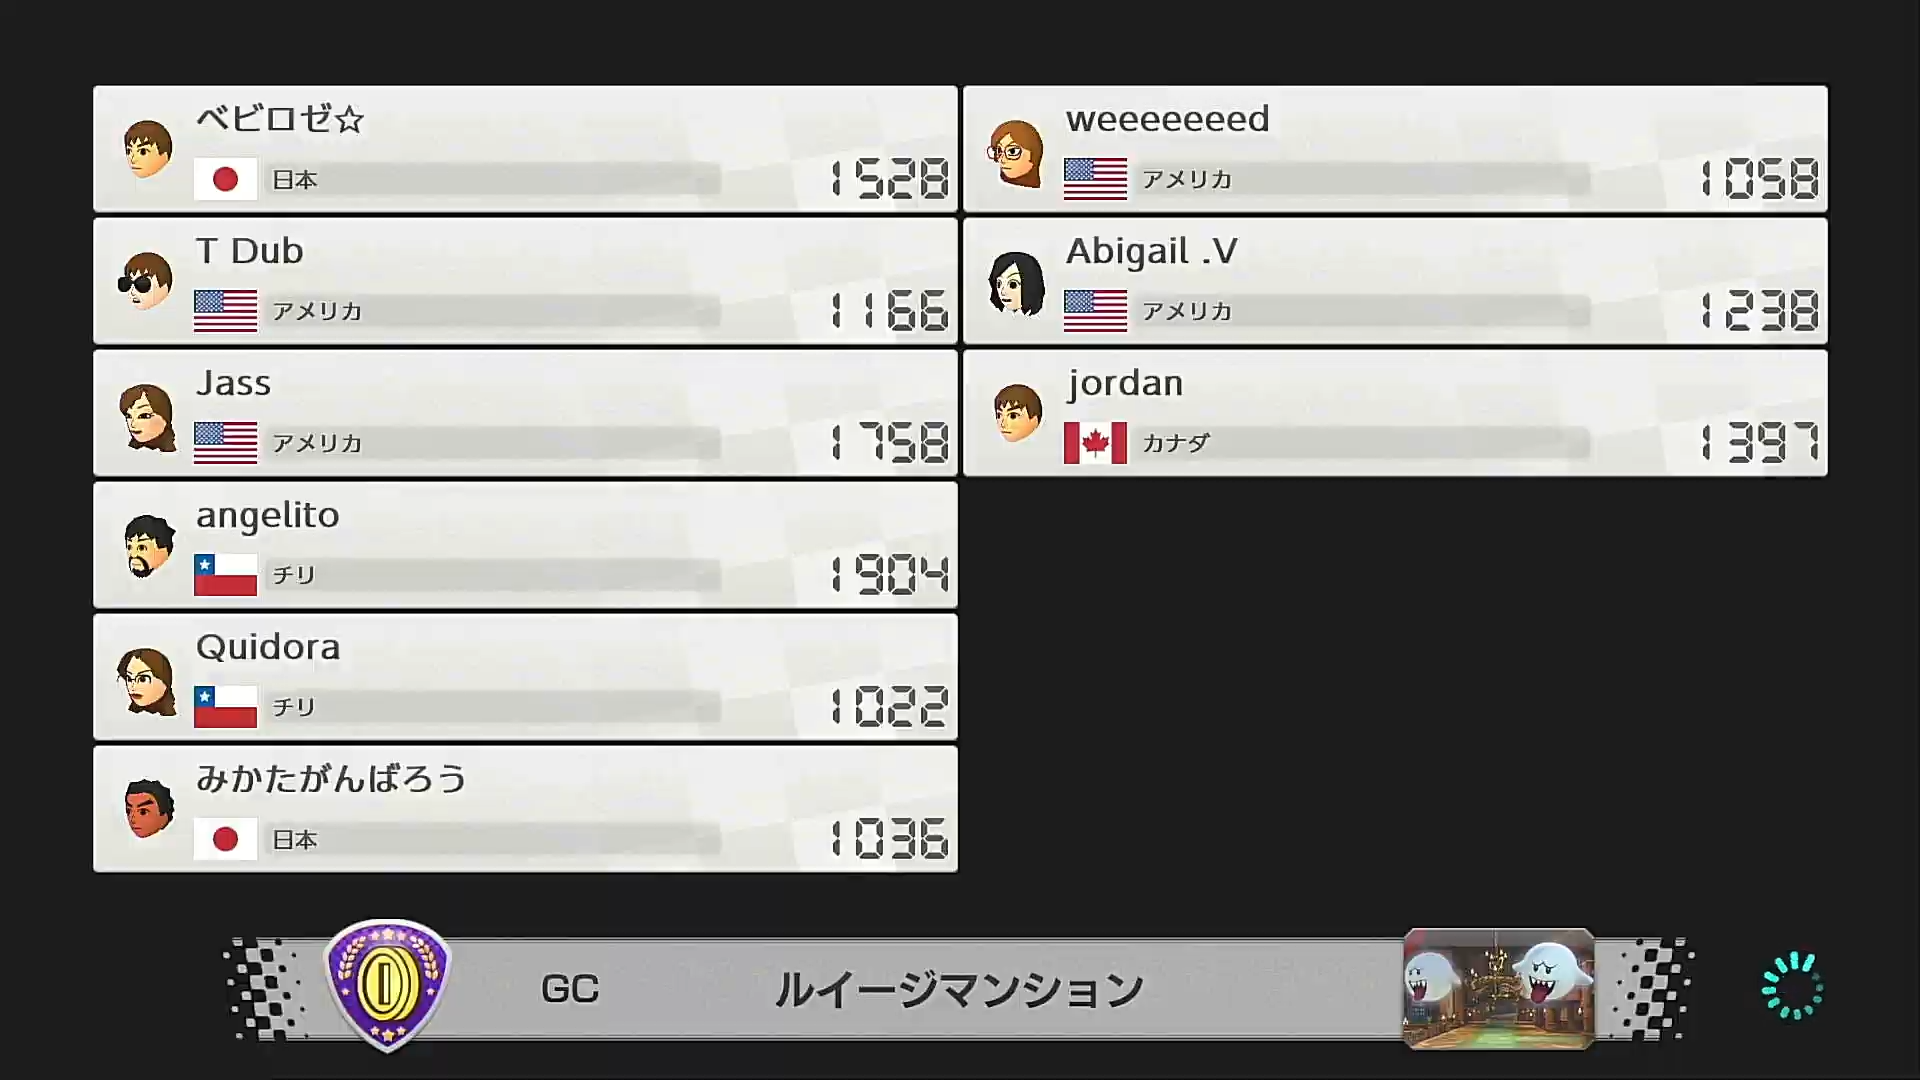 ベビロゼ☆
日本 1528
T Dub
アメリカ 1166
Jass
アメリカ 1758
angelito
チリ 1904
Quidora
チリ 1022
みかたがんばろう
日本 1036
weeeeeeed
アメリカ 1058
Abigail .V
アメリカ 1238
jordan
カナダ 1397
GC ルイージマンション